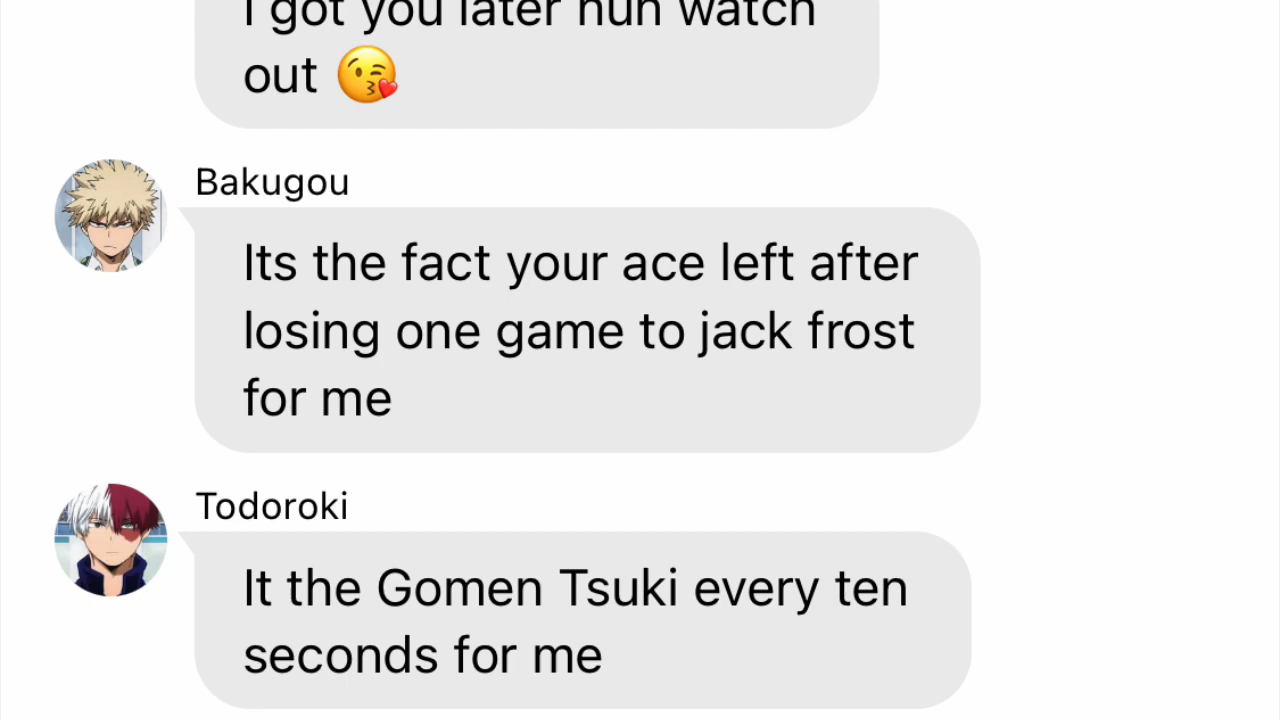 I got you later hun watch
out 😘
Bakugou
Its the fact your ace left after
losing one game to jack frost
for me
Todoroki
It the Gomen Tsuki every ten
seconds for me